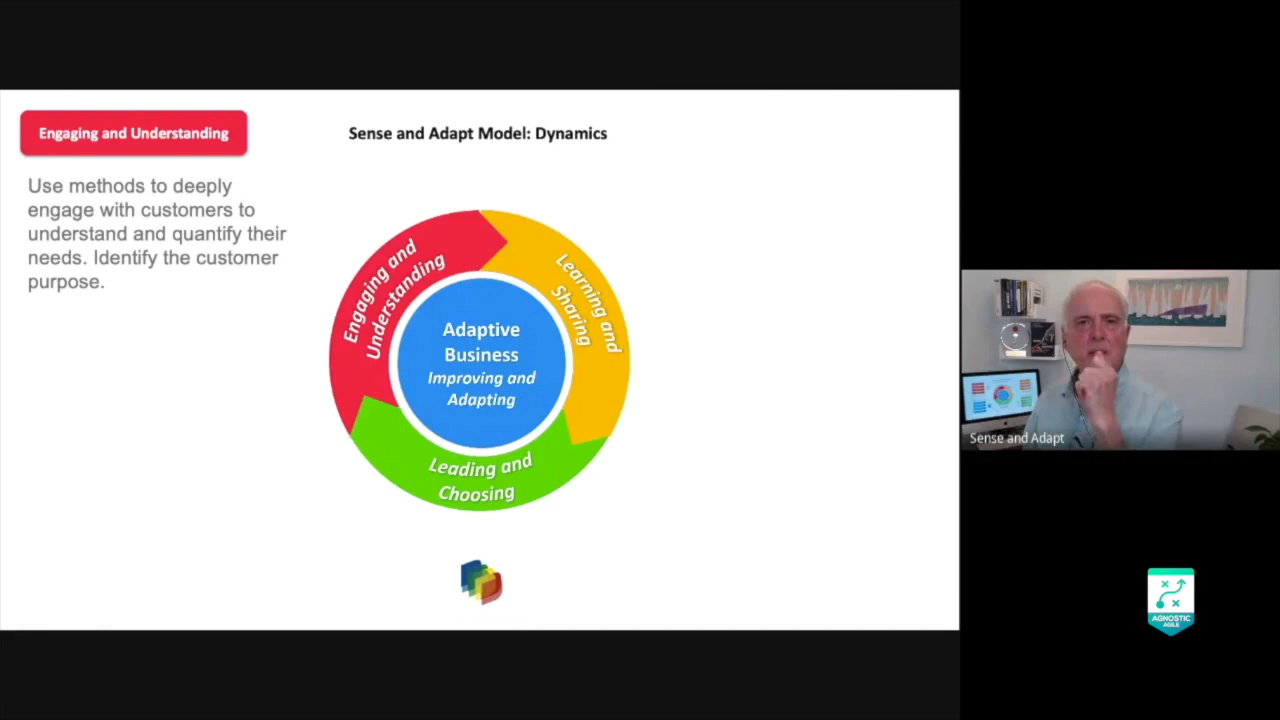 Engaging and Understanding
Sense and Adapt Model: Dynamics
Use methods to deeply
engage with customers to
understand and quantify their
needs. Identify the customer
purpose.
Engaging and
Understanding
Learning and
Sharing
Adaptive
Business
Improving and
Adapting
Leading and
Choosing
Sense and Adapt
AGNOSTIC
AGILE